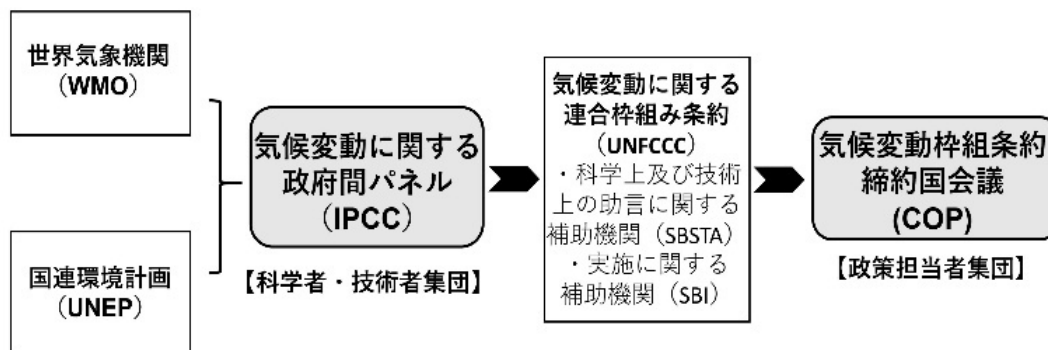 世界気象機関
（WMO）
国連環境計画
（UNEP）
気候変動に関する
政府間パネル
（IPCC）
【科学者・技術者集団】
気候変動に関する
連合枠組み条約
（UNFCCC）
・科学上及び技術
上の助言に関する
補助機関（SBSTA）
・実施に関する
補助機関（SBI）
気候変動枠組条約
締約国会議
(COP)
【政策担当者集団】